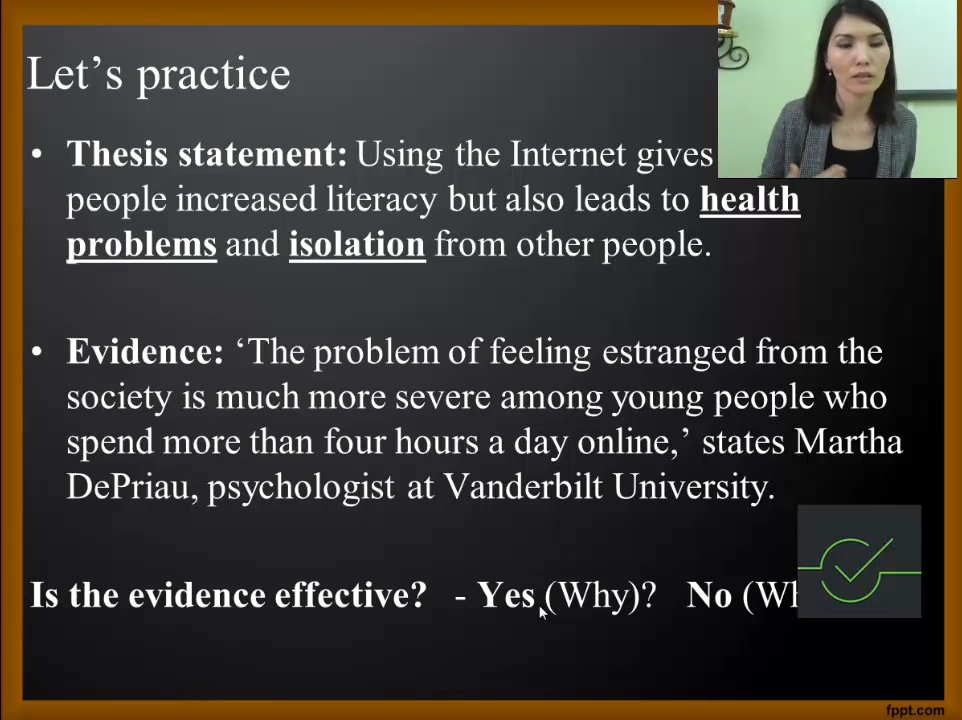 Let's practice
• Thesis statement: Using the Internet gives
people increased literacy but also leads to health
problems and isolation from other people.
• Evidence: ‘The problem of feeling estranged from the
society is much more severe among young people who
spend more than four hours a day online,’ states Martha
DePriau, psychologist at Vanderbilt University.
Is the evidence effective? - Yes (Why)? No
fppt.com